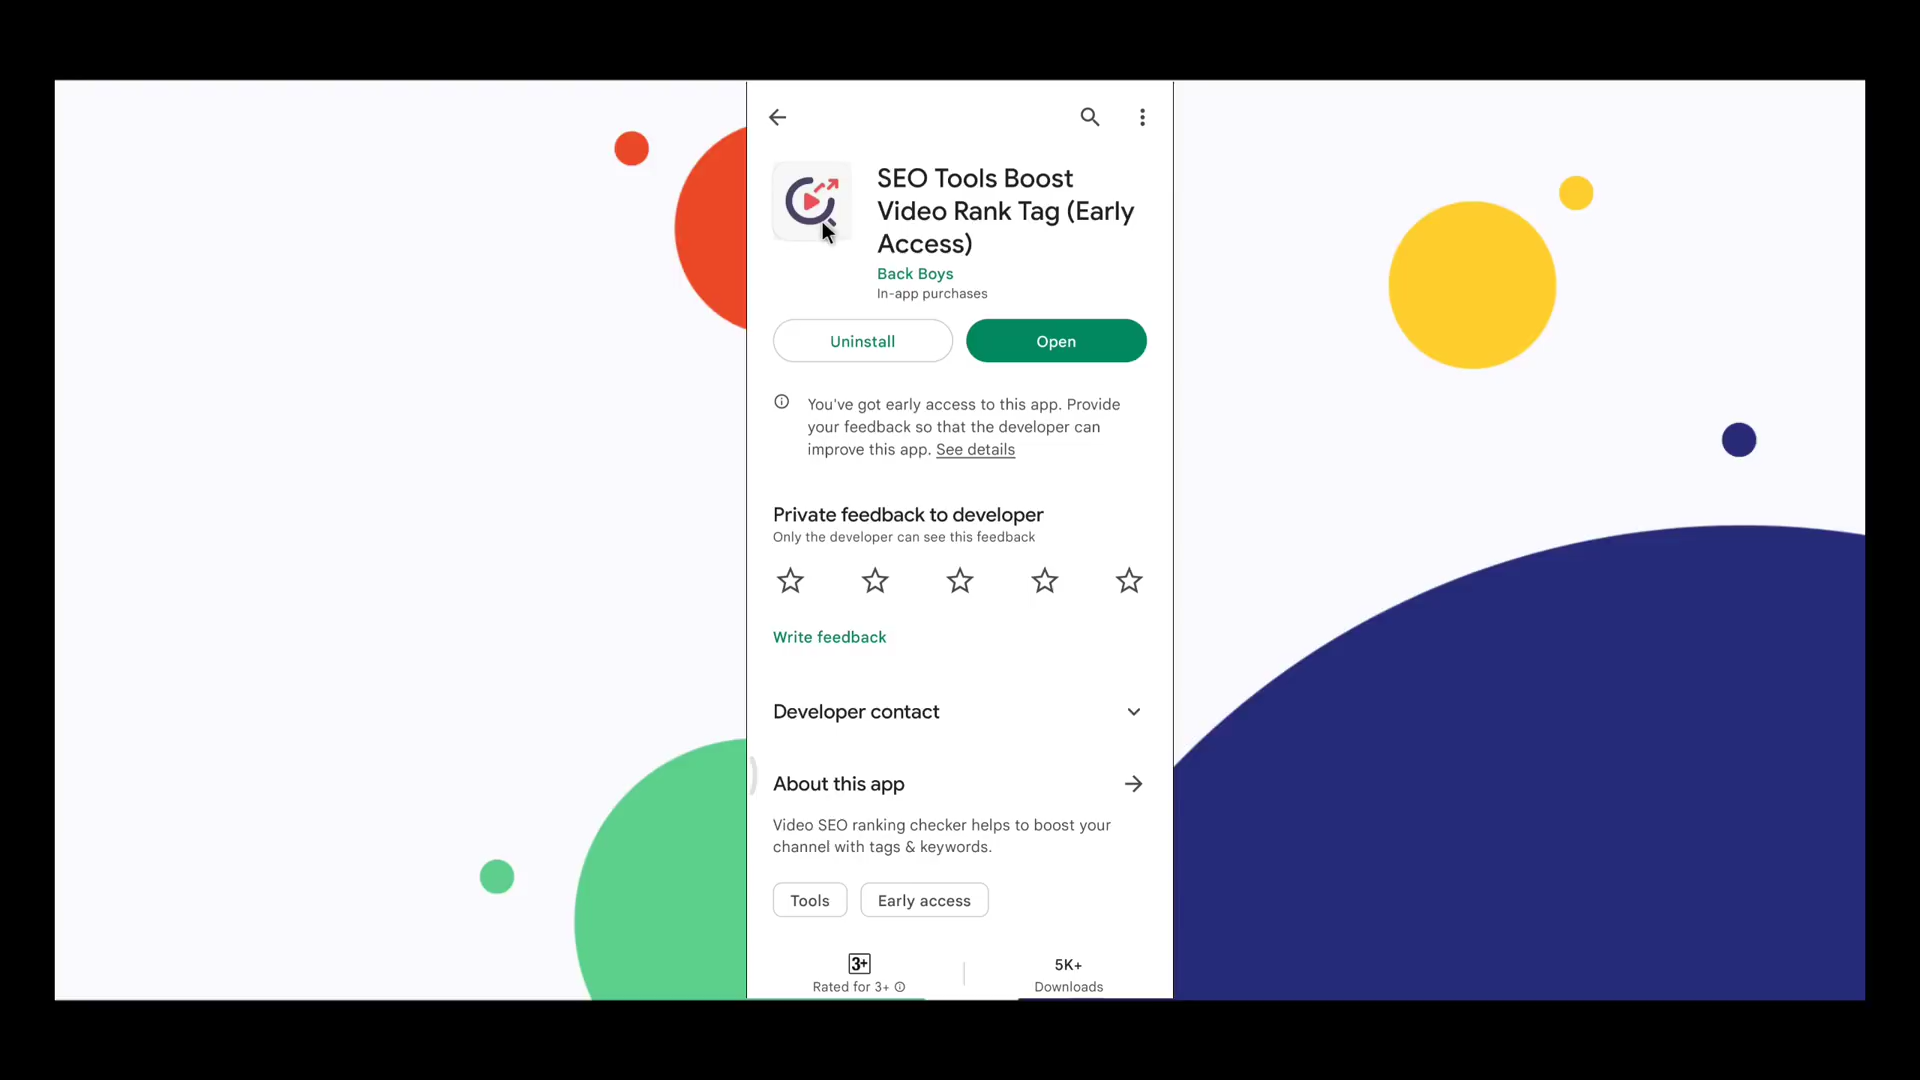 SEO Tools Boost
Video Rank Tag (Early
Access)
Back Boys
In-app purchases
Uninstall
Open
You've got early access to this app. Provide
your feedback so that the developer can
improve this app. See details
Private feedback to developer
Only the developer can see this feedback
Write feedback
Developer contact
About this app
Video SEO ranking checker helps to boost your
channel with tags & keywords.
Tools
Early access
3+
Rated for 3+
5K+
Downloads